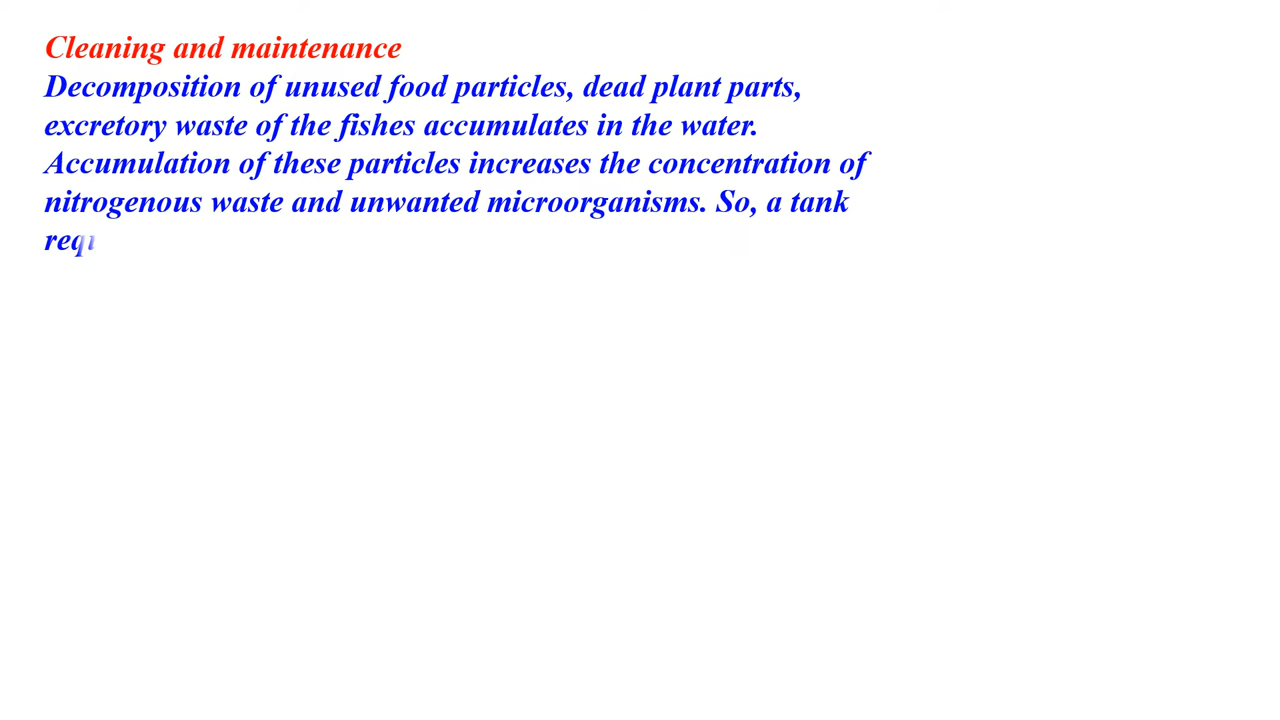 Cleaning and maintenance
Decomposition of unused food particles, dead plant parts,
excretory waste of the fishes accumulates in the water.
Accumulation of these particles increases the concentration of
nitrogenous waste and unwanted microorganisms. So, a tank